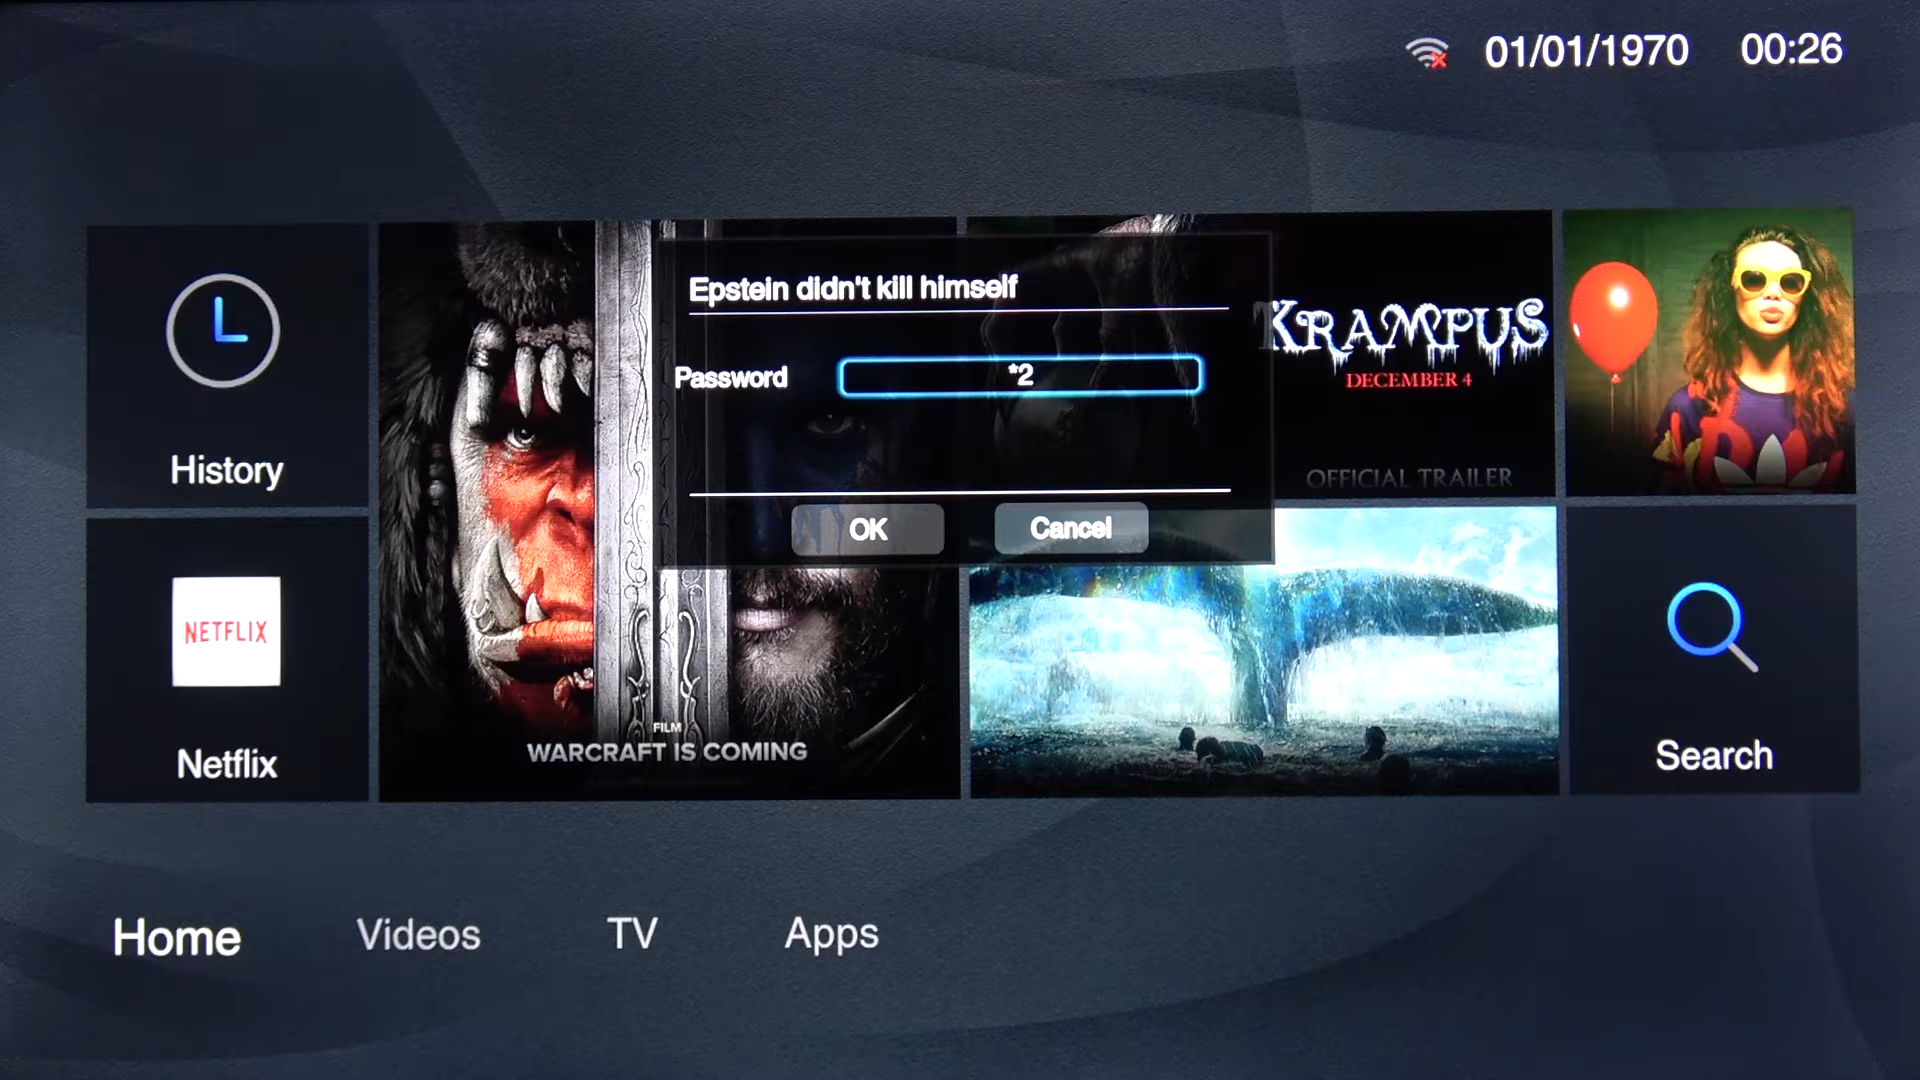 01/01/1970 00:26
Epstein didn't kill himself
Password *2
OK Cancel
History
KRAMPUS
DECEMBER 4
OFFICIAL TRAILER
NETFLIX
Netflix
FILM
WARCRAFT IS COMING
Search
Home Videos TV Apps